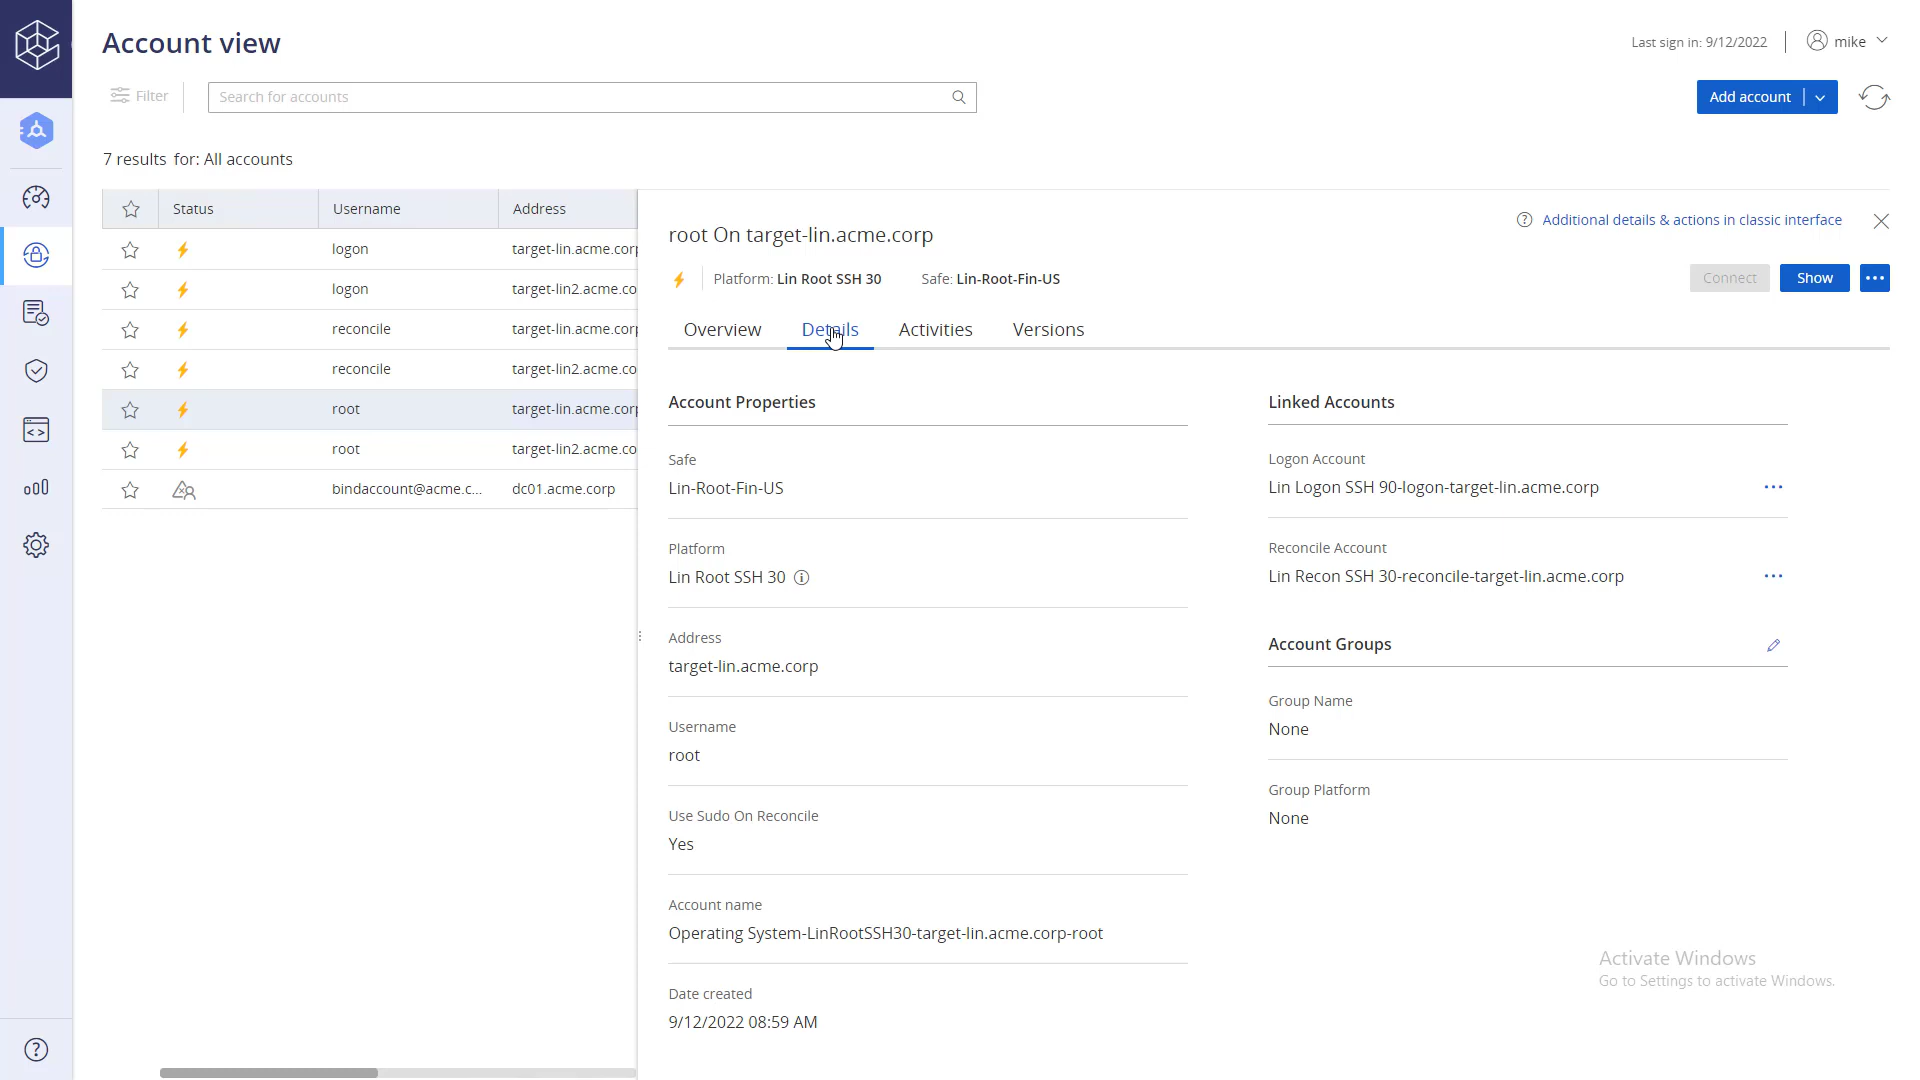 Account view
Last sign in: 9/12/2022
mike
Filter
Search for accounts
Add account
7 results for: All accounts
Status Username Address
logon target-lin.acme.corp
logon target-lin2.acme.co
reconcile target-lin.acme.corp
reconcile target-lin2.acme.co
root target-lin.acme.corp
root target-lin2.acme.co
bindaccount@acme.c... dc01.acme.corp
Additional details & actions in classic interface
root On target-lin.acme.corp
Platform: Lin Root SSH 30 Safe: Lin-Root-Fin-US
Connect Show
Overview Details Activities Versions
Account Properties
Safe
Lin-Root-Fin-US
Platform
Lin Root SSH 30
Address
target-lin.acme.corp
Username
root
Use Sudo On Reconcile
Yes
Account name
Operating System-LinRootSSH30-target-lin.acme.corp-root
Date created
9/12/2022 08:59 AM
Linked Accounts
Logon Account
Lin Logon SSH 90-logon-target-lin.acme.corp
Reconcile Account
Lin Recon SSH 30-reconcile-target-lin.acme.corp
Account Groups
Group Name
None
Group Platform
None
Activate Windows
Go to Settings to activate Windows.